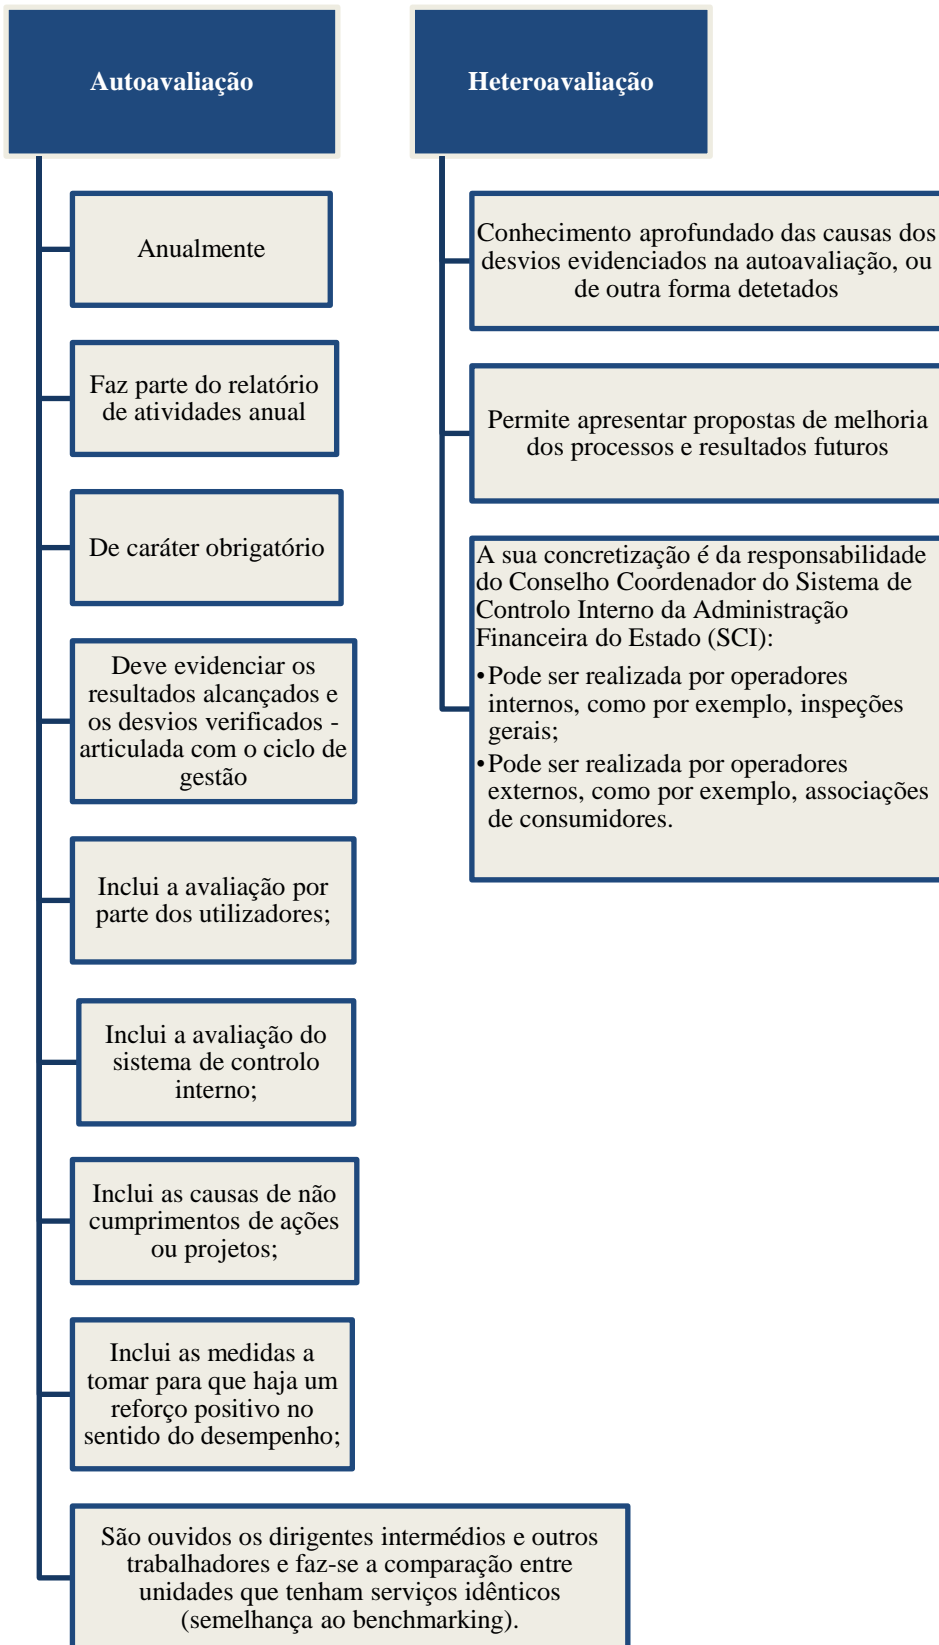 Autoavaliação
Anualmente
Faz parte do relatório
de atividades anual
De caráter obrigatório
Deve evidenciar os
resultados alcançados e
os desvios verificados -
articulada com o ciclo de
gestão
Inclui a avaliação por
parte dos utilizadores;
Inclui a avaliação do
sistema de controlo
interno;
Inclui as causas de não
cumprimentos de ações
ou projetos;
Inclui as medidas a
tomar para que haja um
reforço positivo no
sentido do desempenho;
São ouvidos os dirigentes intermédios e outros
trabalhadores e faz-se a comparação entre
unidades que tenham serviços idênticos
(semelhança ao benchmarking).
Heteroavaliação
Conhecimento aprofundado das causas dos
desvios evidenciados na autoavaliação, ou
de outra forma detetados
Permite apresentar propostas de melhoria
dos processos e resultados futuros
A sua concretização é da responsabilidade
do Conselho Coordenador do Sistema de
Controlo Interno da Administração
Financeira do Estado (SCI):
•Pode ser realizada por operadores
internos, como por exemplo, inspeções
gerais;
•Pode ser realizada por operadores
externos, como por exemplo, associações
de consumidores.